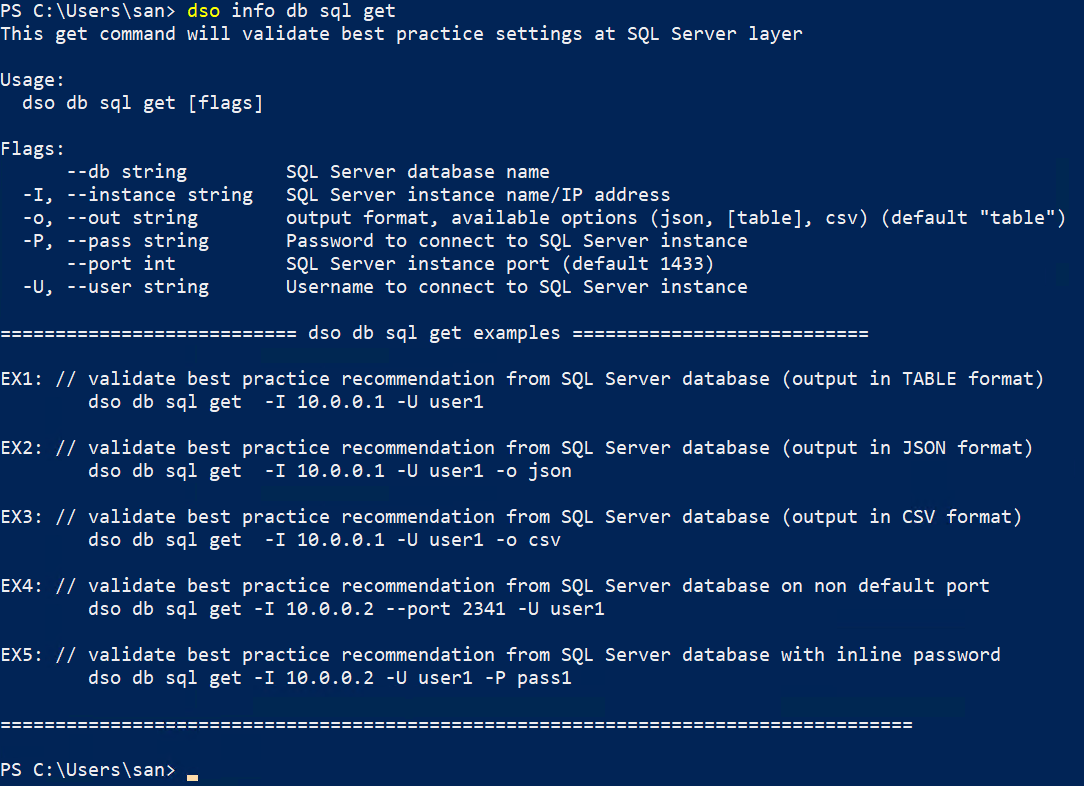 PS C:\Users\san> dso info db sql get
This get command will validate best practice settings at SQL Server layer
Usage:
  dso db sql get [flags]
Flags:
      --db string         SQL Server database name
  -I, --instance string   SQL Server instance name/IP address
  -o, --out string        output format, available options (json, [table], csv) (default "table")
  -P, --pass string       Password to connect to SQL Server instance
      --port int          SQL Server instance port (default 1433)
  -U, --user string       Username to connect to SQL Server instance
=========================== dso db sql get examples ===========================
EX1: // validate best practice recommendation from SQL Server database (output in TABLE format)
        dso db sql get  -I 10.0.0.1 -U user1
EX2: // validate best practice recommendation from SQL Server database (output in JSON format)
        dso db sql get  -I 10.0.0.1 -U user1 -o json
EX3: // validate best practice recommendation from SQL Server database (output in CSV format)
        dso db sql get  -I 10.0.0.1 -U user1 -o csv
EX4: // validate best practice recommendation from SQL Server database on non default port
        dso db sql get -I 10.0.0.2 --port 2341 -U user1
EX5: // validate best practice recommendation from SQL Server database with inline password
        dso db sql get -I 10.0.0.2 -U user1 -P pass1
===================================================================================
PS C:\Users\san>